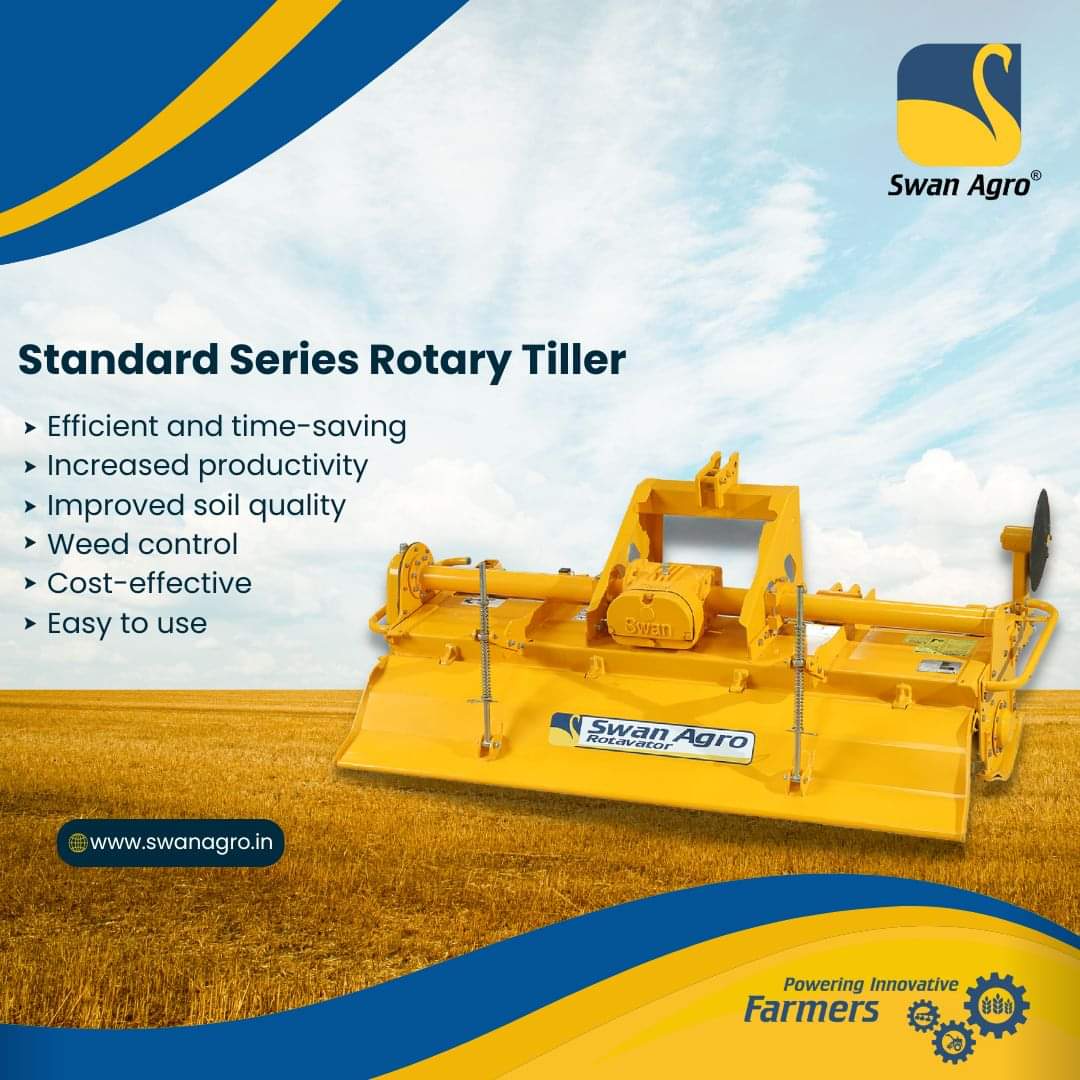 Swan Agro®
Standard Series Rotary Tiller
Efficient and time-saving
Increased productivity
Improved soil quality
Weed control
Cost-effective
Easy to use
Swan
Swan Agro
Rotavator
www.swanagro.in
Powering Innovative
Farmers